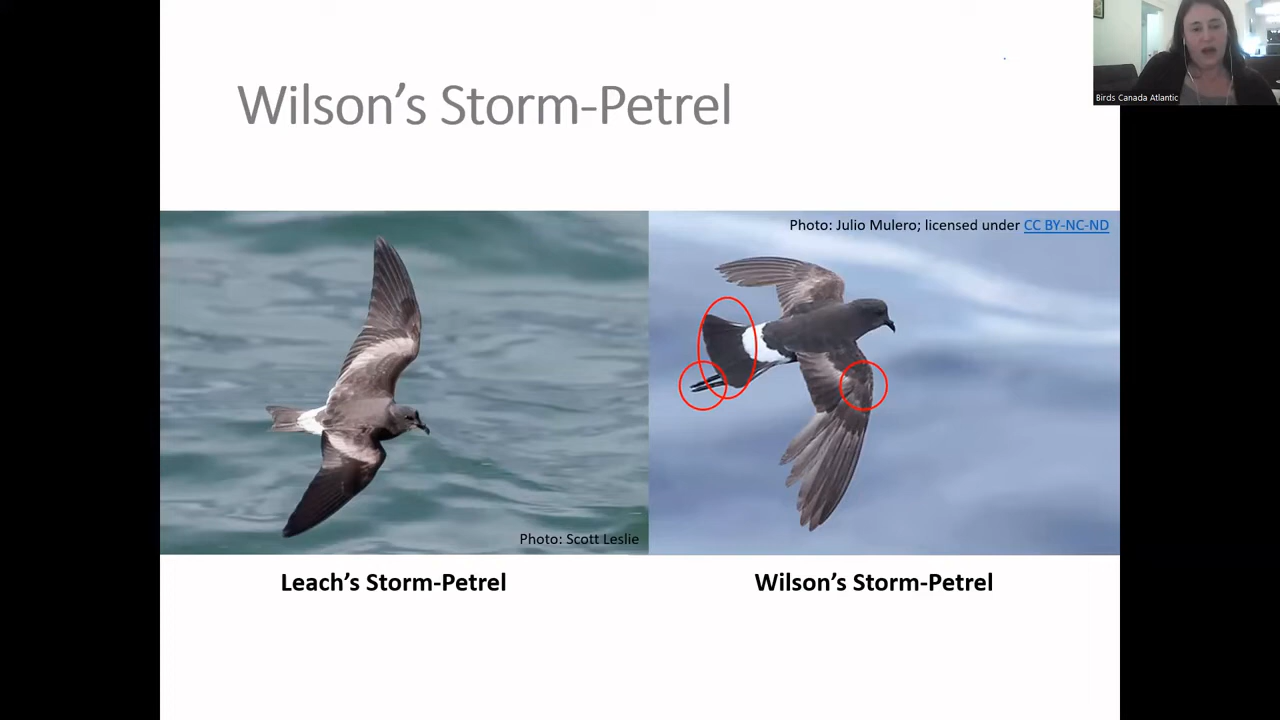 Wilson's Storm-Petrel
Birds Canada Atlantic
Photo: Julio Mulero; licensed under CC BY-NC-ND
Photo: Scott Leslie
Leach's Storm-Petrel
Wilson's Storm-Petrel